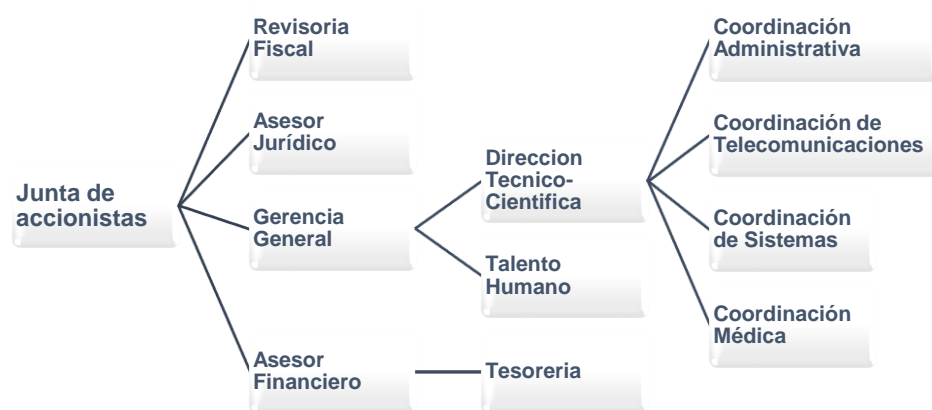 Junta de
accionistas
Revisoria
Fiscal
Asesor
Jurídico
Gerencia
General
Asesor
Financiero
Direccion
Tecnico-
Cientifica
Talento
Humano
Tesoreria
Coordinación
Administrativa
Coordinación de
Telecomunicaciones
Coordinación
de Sistemas
Coordinación
Médica